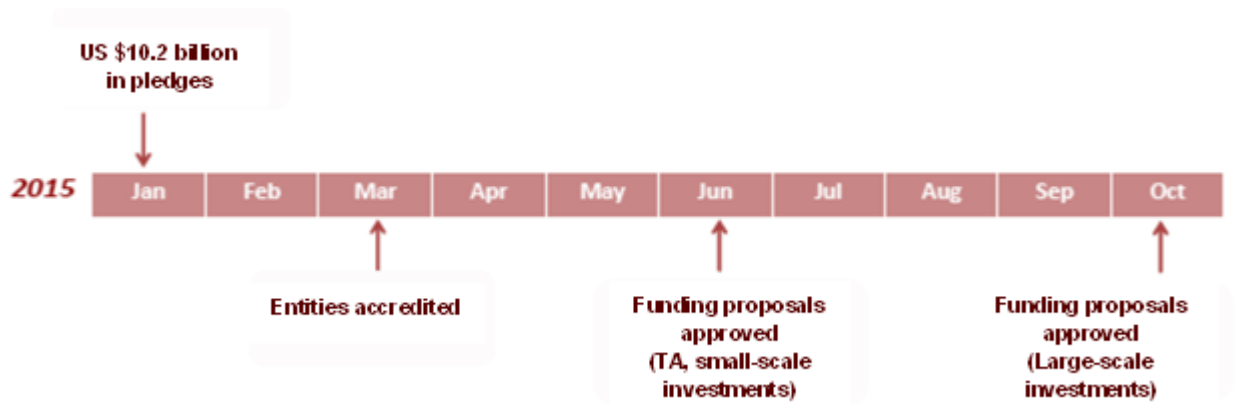 US $10.2 billion
in pledges
2015 Jan Feb Mar Apr May Jun Jul Aug Sep Oct
Entities accredited
Funding proposals
approved
(TA, small-scale
investments)
Funding proposals
approved
(Large-scale
investments)